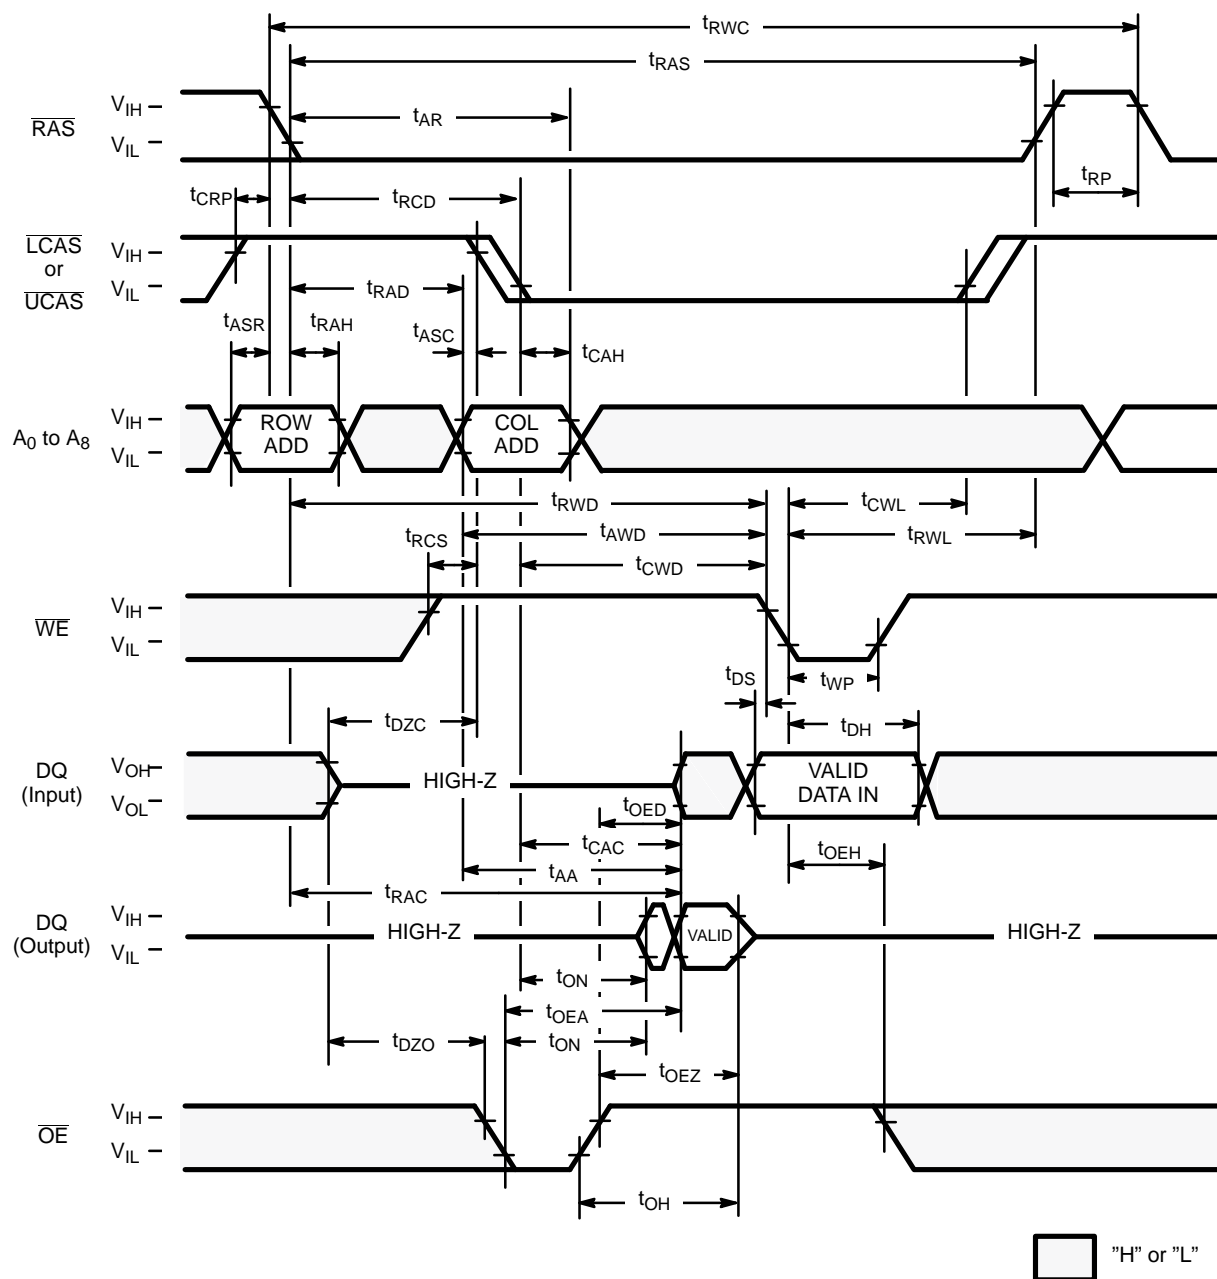 tRWC
tRAS
RAS
VIH
VIL
tAR
tRP
tCRP
tRCD
LCAS
or
UCAS
VIH
VIL
tRAD
tASR
tRAH
tASC
tCAH
A0 to A8
VIH
VIL
ROW
ADD
COL
ADD
tRWD
tCWL
tRCS
tAWD
tRWL
tCWD
WE
VIH
VIL
tDS
tWP
tDZC
tDH
DQ
(Input)
VOH
VOL
HIGH-Z
VALID
DATA IN
tOED
tCAC
tOEH
tAA
tRAC
DQ
(Output)
VIH
VIL
HIGH-Z
VALID
HIGH-Z
tON
tOEA
tDZO
tON
tOEZ
OE
VIH
VIL
tOH
”H” or ”L”